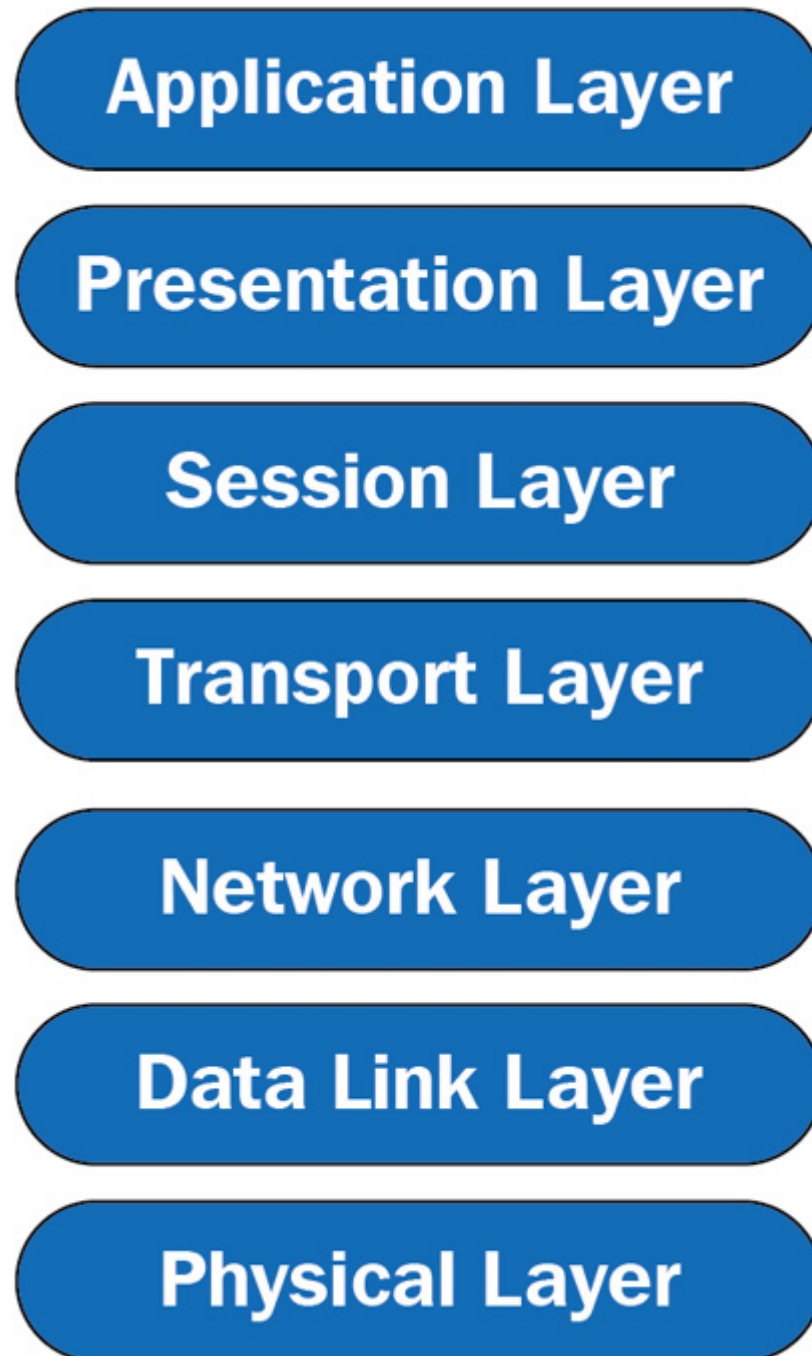 Application Layer
Presentation Layer
Session Layer
Transport Layer
Network Layer
Data Link Layer
Physical Layer